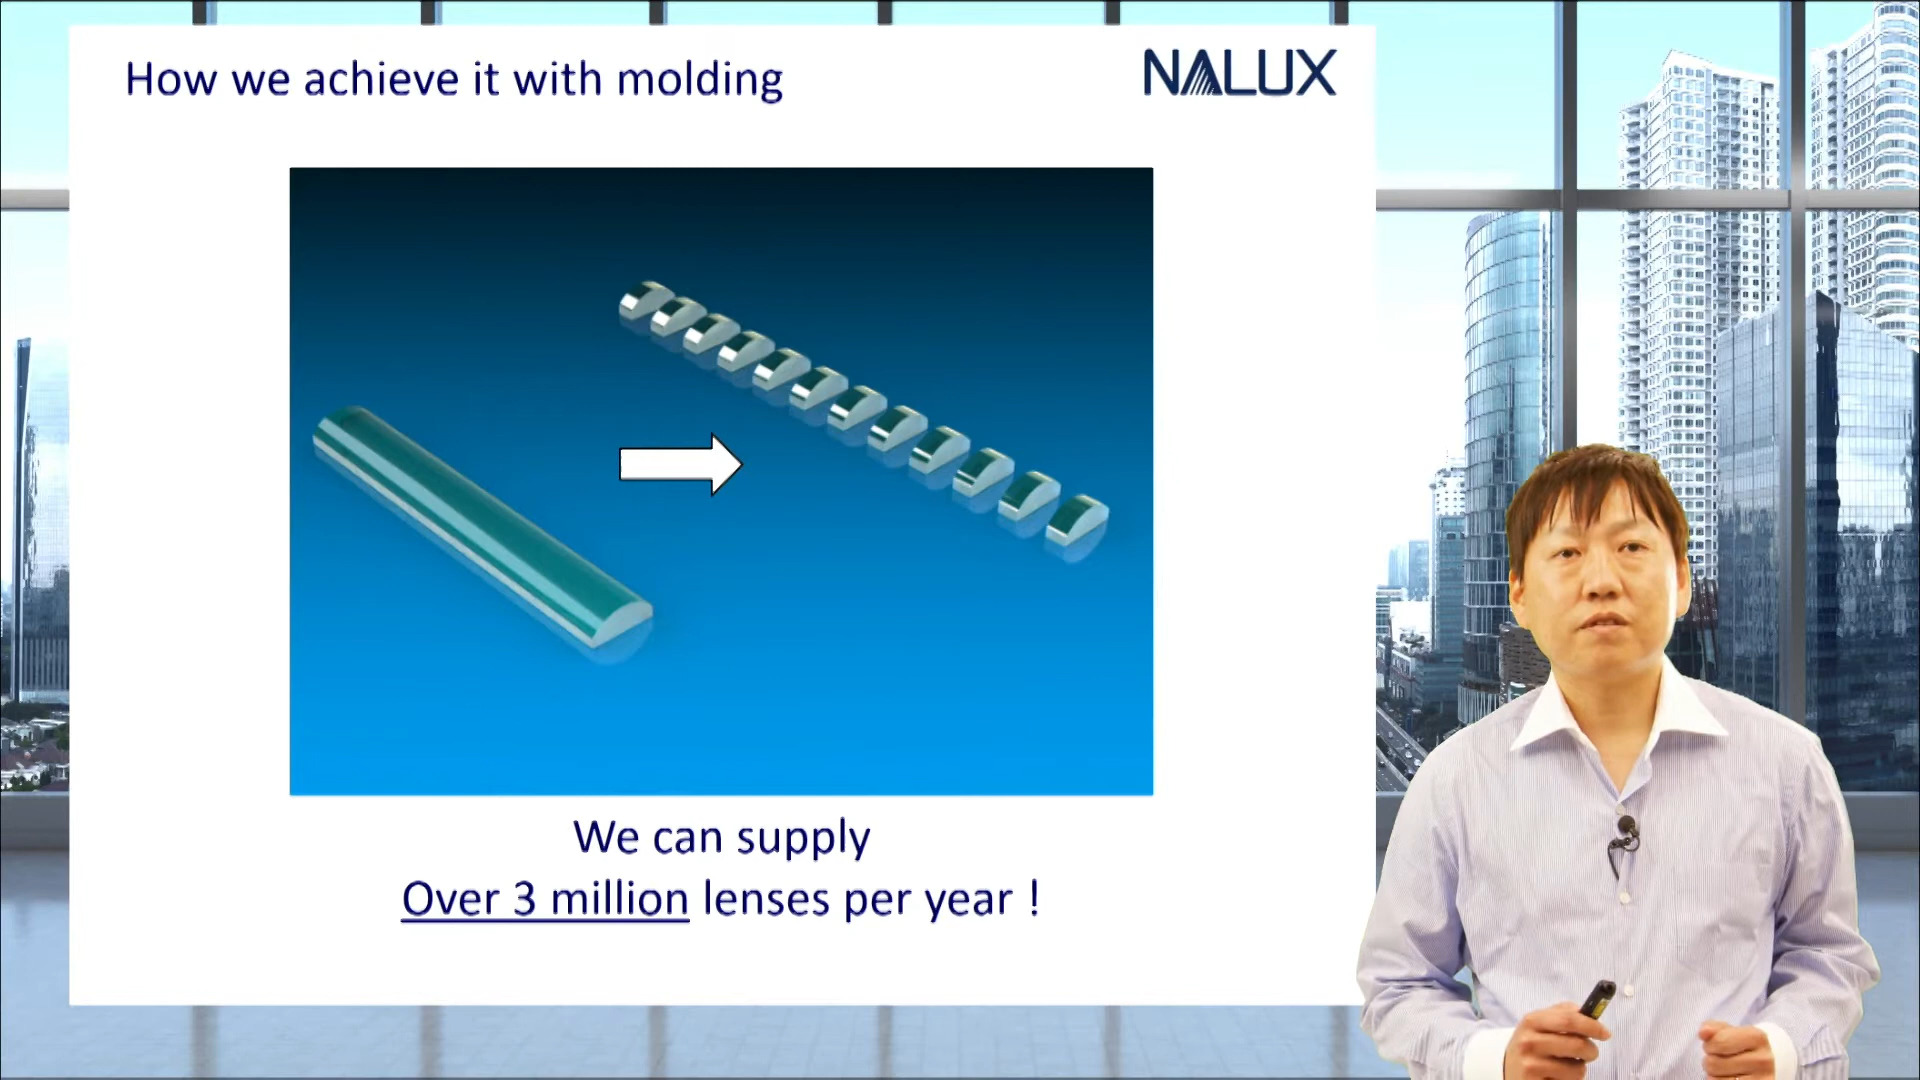 How we achieve it with molding
NALUX
We can supply
Over 3 million lenses per year !